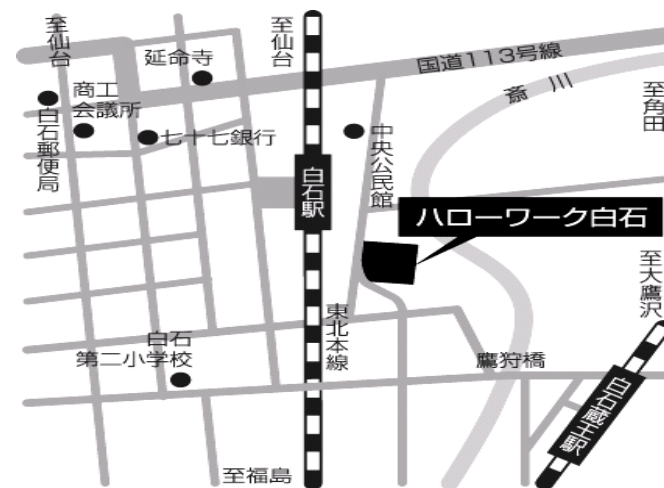 至仙台
至仙台
延命寺
国道113号線
斎川
至角田
商工
会議所
白石郵便局
七十七銀行
中央公民館
白石駅
ハローワーク白石
至大鷹沢
東北本線
白石
第二小学校
鷹狩橋
白石蔵王駅
至福島